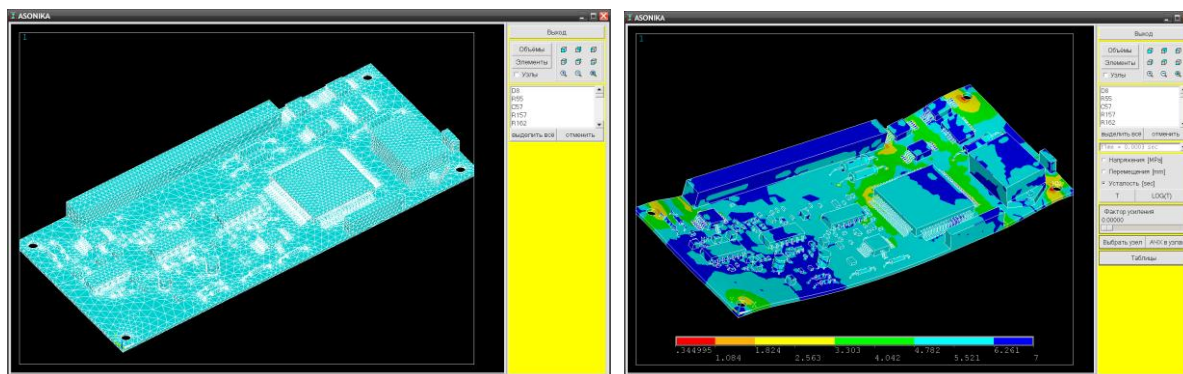 ASONIKA
1
Выход
Объёмы
Элементы
Узлы
D8
R55
C57
R157
R162
выделить все отменить
ASONIKA
1
Выход
Объёмы
Элементы
Узлы
D8
R55
C57
R157
R162
выделить все отменить
Напряжения [MPa]
Перемещения [mm]
Усталость [sec]
T LOG(T)
Фактор усиления
0.00000
Выбрать узел АЧХ в узле
Таблицы
.344995 1.824 3.303 4.782 6.261
1.084 2.563 4.042 5.521 7